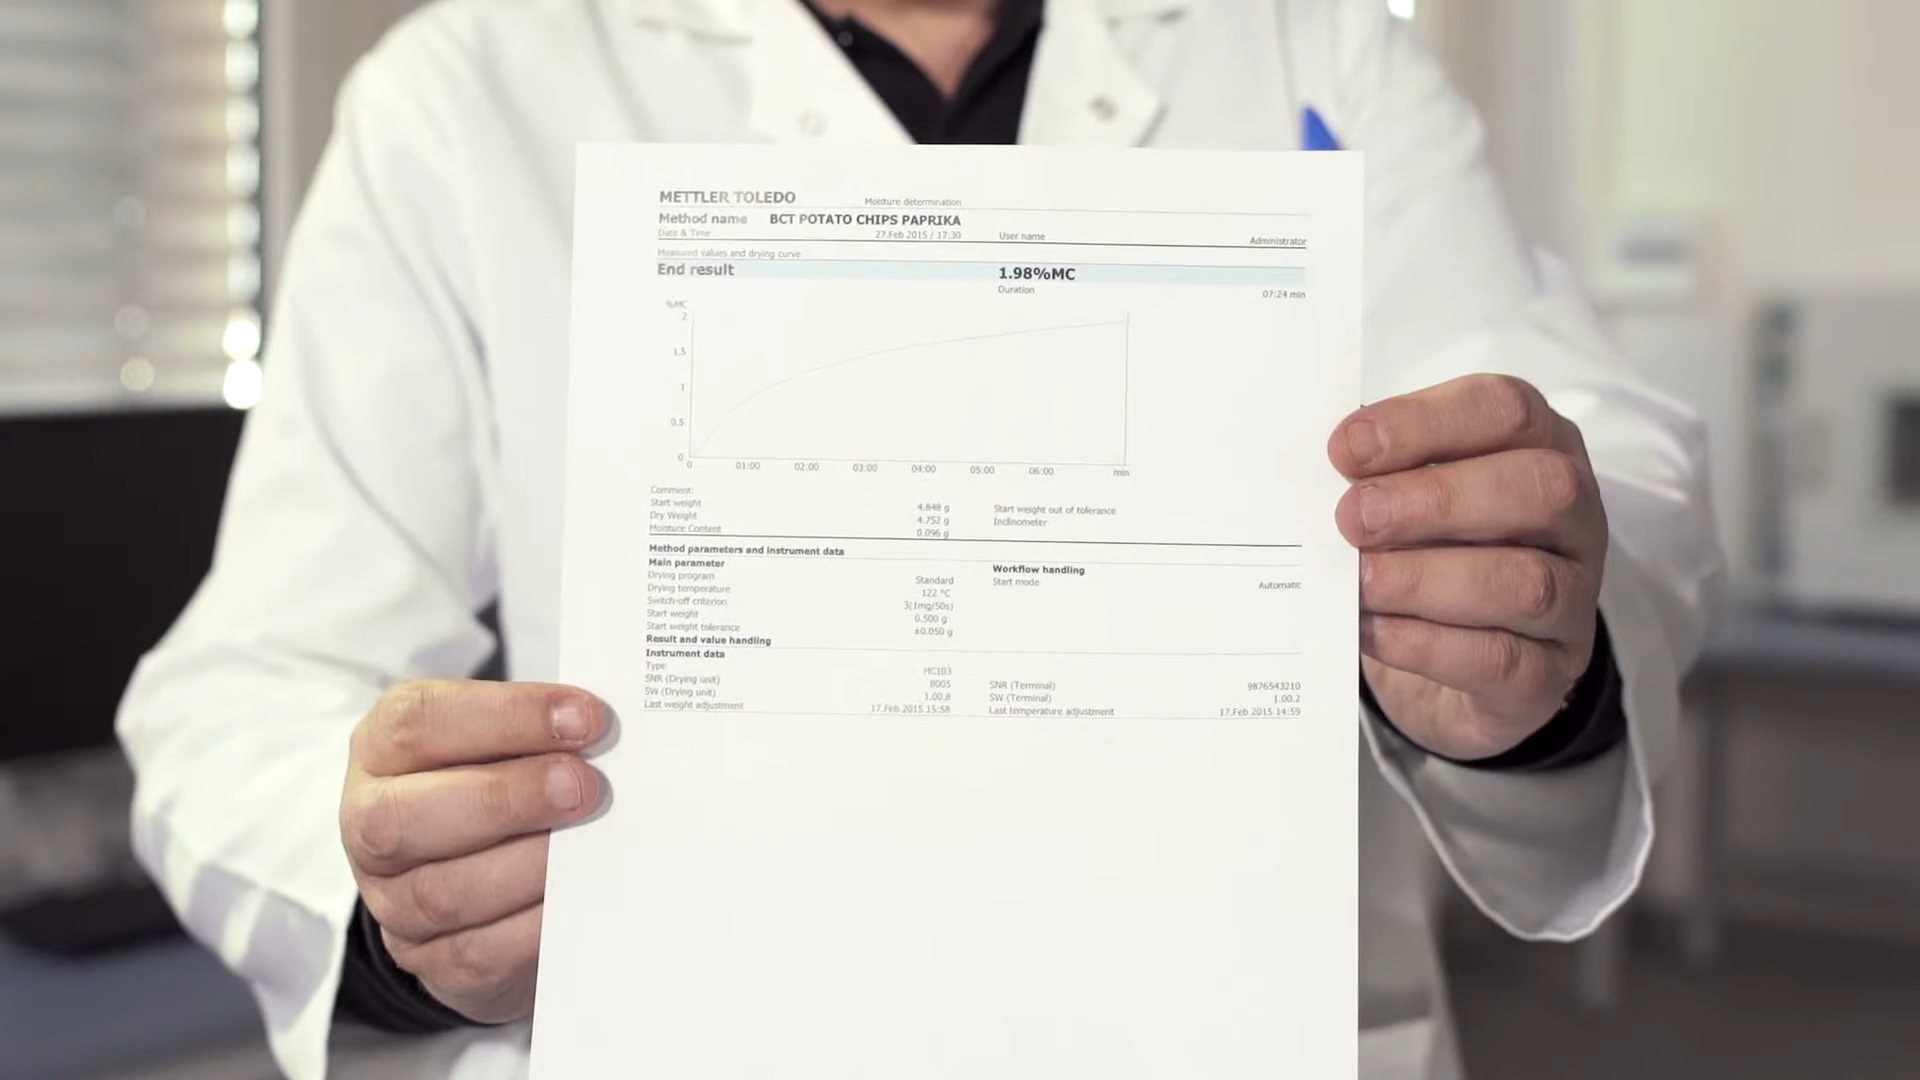 METTLER TOLEDO Moisture determination
Method name BCT POTATO CHIPS PAPRIKA
Date & Time 27.Feb 2015 / 17:30 User name Administrator
Measured values and drying curve
End result 1.98%MC
Duration 07:24 min
%MC
2
1.5
1
0.5
0
0 01:00 02:00 03:00 04:00 05:00 06:00 min
Comment:
Start weight 4.848 g Start weight out of tolerance
Dry Weight 4.752 g Inclinometer
Moisture Content 0.096 g
Method parameters and instrument data
Main parameter Workflow handling
Drying program Standard Start mode Automatic
Drying temperature 122 °C
Switch-off criterion 3(1mg/50s)
Start weight 0.500 g
Start weight tolerance ±0.050 g
Result and value handling
Instrument data
Type HC103
SNR (Drying unit) B005 SNR (Terminal) 9876543210
SW (Drying unit) 1.00.8 SW (Terminal) 1.00.2
Last weight adjustment 17.Feb 2015 15:58 Last temperature adjustment 17.Feb 2015 14:59